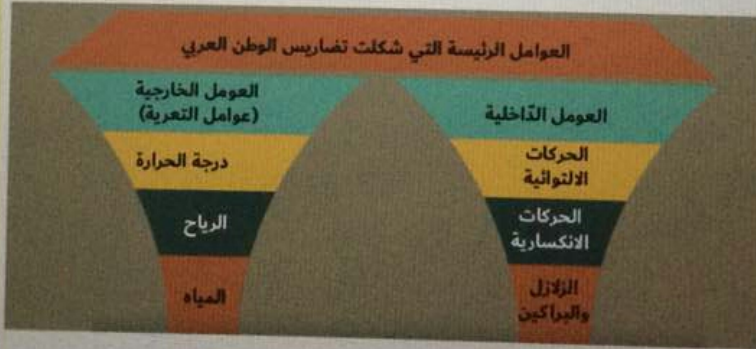 العوامل الرئيسة التي شكلت تضاريس الوطن العربي
العومل الدّاخلية
الحركات
الالتوائية
الحركات
الانكسارية
الزلازل
والبراكين
العومل الخارجية
(عوامل التعرية)
درجة الحرارة
الرياح
المياه